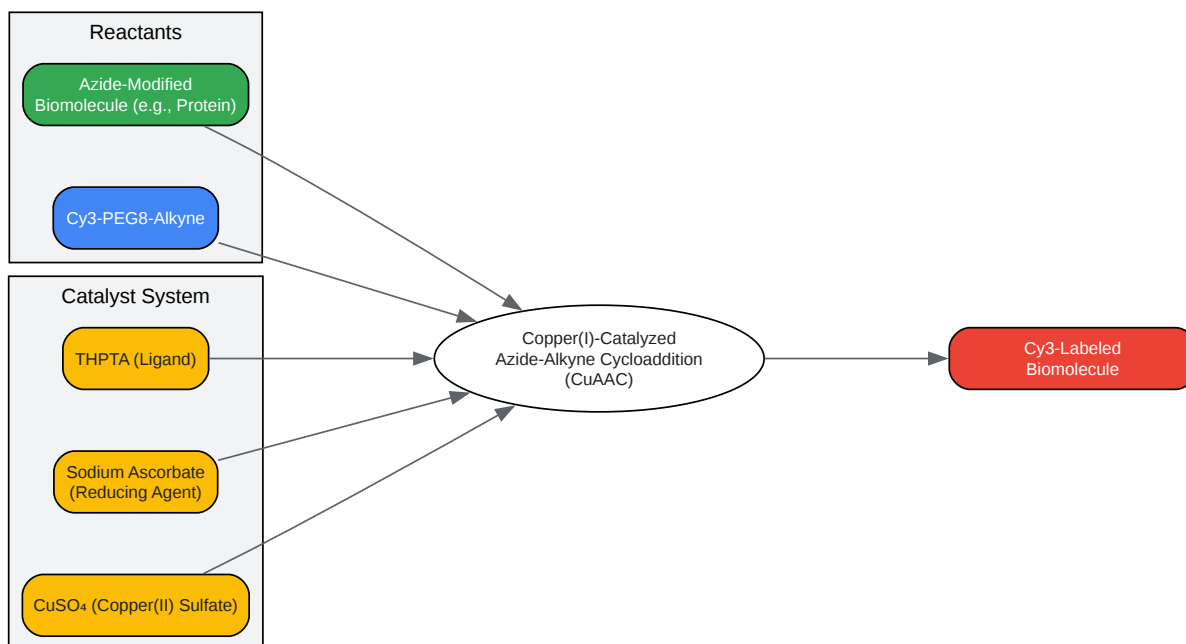 Reactants
Azide-Modified
Biomolecule (e.g., Protein)
Cy3-PEG8-Alkyne
Catalyst System
THPTA (Ligand)
Sodium Ascorbate
(Reducing Agent)
CuSO₄ (Copper(II) Sulfate)
Copper(I)-Catalyzed
Azide-Alkyne Cycloaddition
(CuAAC)
Cy3-Labeled
Biomolecule